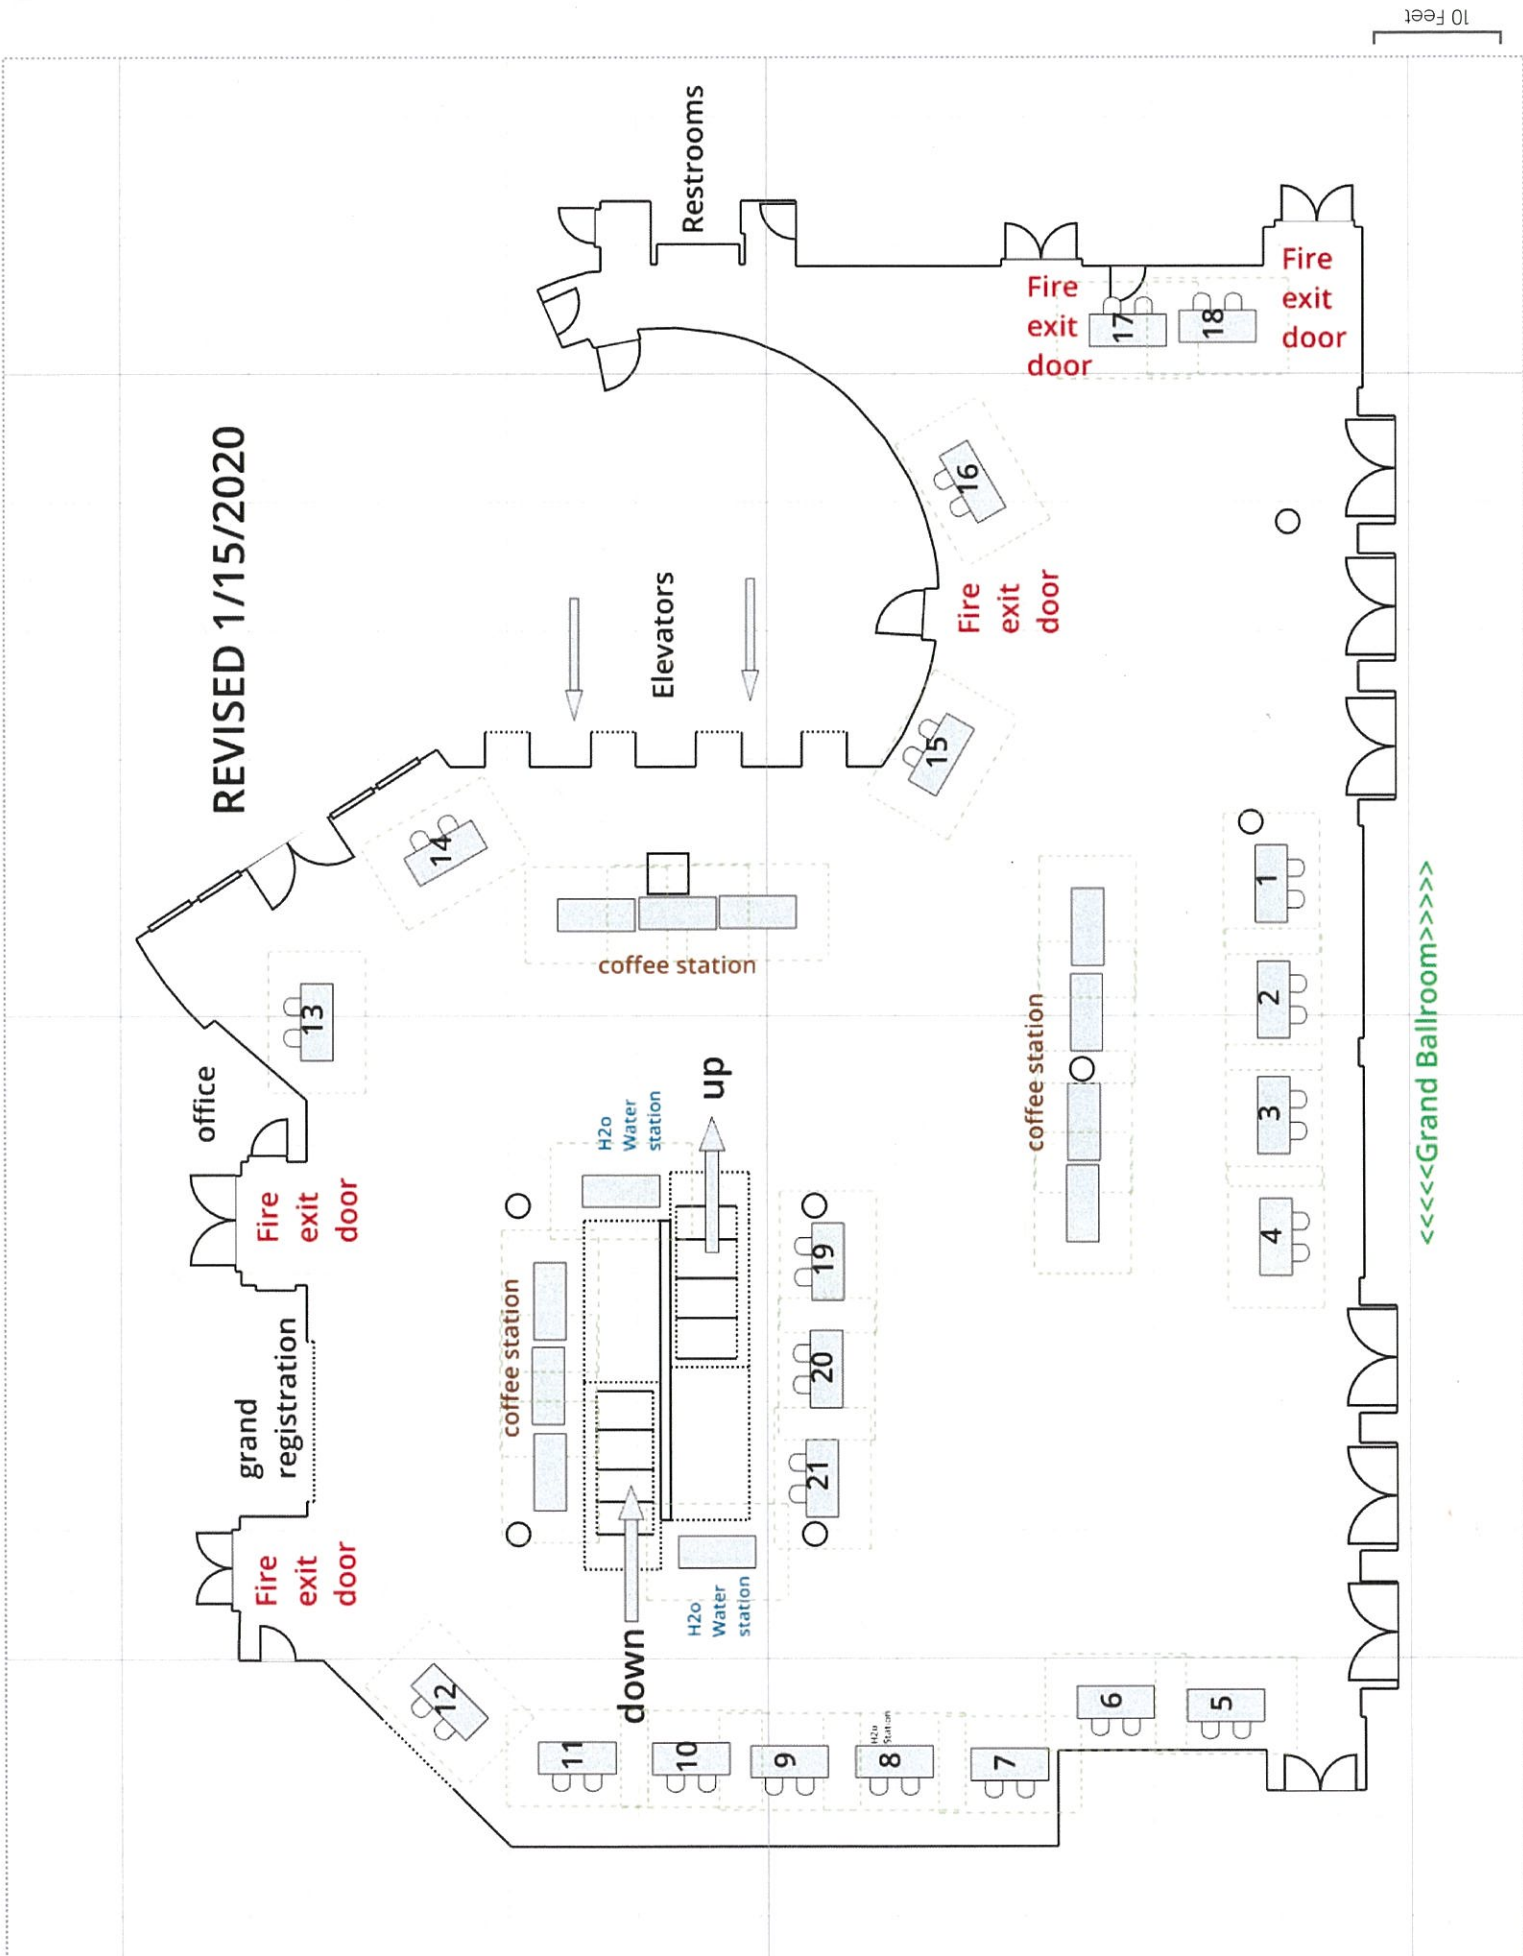 10 Feet
Restrooms
Fire
exit
door
Fire
exit
door
17
18
REVISED 1/15/2020
16
Elevators
Fire
exit
door
15
14
coffee station
13
office
1
2
3
4
coffee station
<<<<<Grand Ballroom>>>>>
up
H2o
Water
station
Fire
exit
door
19
20
21
coffee station
grand
registration
Fire
exit
door
H2o
Water
station
down
12
11
10
9
H2o
Station
8
7
6
5